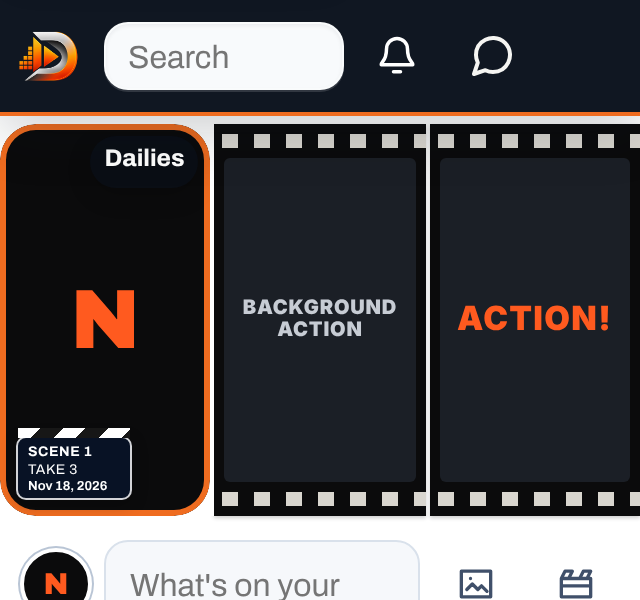 Search
Dailies
N
SCENE 1
TAKE 3
Nov 18, 2026
BACKGROUND
ACTION
ACTION!
N
What's on your